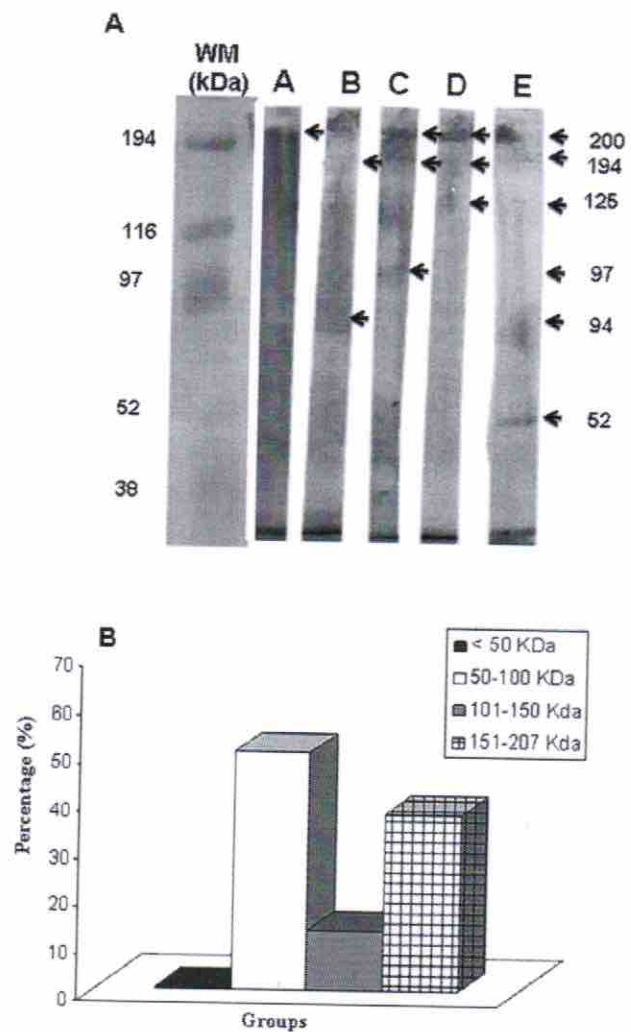 A
WM
(kDa)
A B C D E
194
116
97
52
38
200
194
125
97
94
52
B
< 50 KDa
50-100 KDa
101-150 Kda
151-207 Kda
70
60
50
40
30
20
10
0
Percentage (%)
Groups